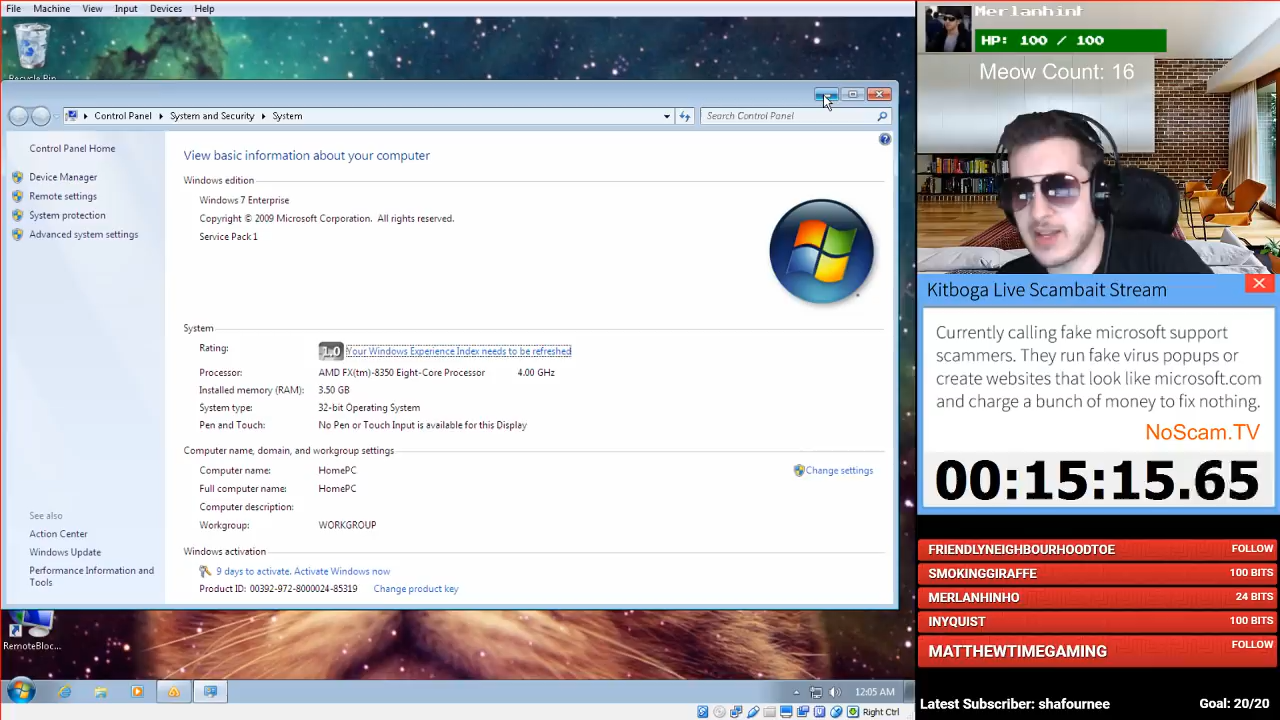 File Machine View Input Devices Help
Recycle Bin
Control Panel System and Security System
Search Control Panel
Control Panel Home
Device Manager
Remote settings
System protection
Advanced system settings
See also
Action Center
Windows Update
Performance Information and
Tools
View basic information about your computer
Windows edition
Windows 7 Enterprise
Copyright © 2009 Microsoft Corporation. All rights reserved.
Service Pack 1
System
Rating: 1.0 Your Windows Experience Index needs to be refreshed
Processor: AMD FX(tm)-8350 Eight-Core Processor 4.00 GHz
Installed memory (RAM): 3.50 GB
System type: 32-bit Operating System
Pen and Touch: No Pen or Touch Input is available for this Display
Computer name, domain, and workgroup settings
Computer name: HomePC
Change settings
Full computer name: HomePC
Computer description:
Workgroup: WORKGROUP
Windows activation
9 days to activate. Activate Windows now
Product ID: 00392-972-8000024-85319 Change product key
RemoteBloc...
12:05 AM
Right Ctrl
Merlanhint
HP: 100 / 100
Meow Count: 16
Kitboga Live Scambait Stream
Currently calling fake microsoft support
scammers. They run fake virus popups or
create websites that look like microsoft.com
and charge a bunch of money to fix nothing.
NoScam.TV
00:15:15.65
FRIENDLYNEIGHBOURHOODTOE FOLLOW
SMOKINGGIRAFFE 100 BITS
MERLANHINHO 24 BITS
INYQUIST 100 BITS
MATTHEWTIMEGAMING FOLLOW
Latest Subscriber: shafournee Goal: 20/20